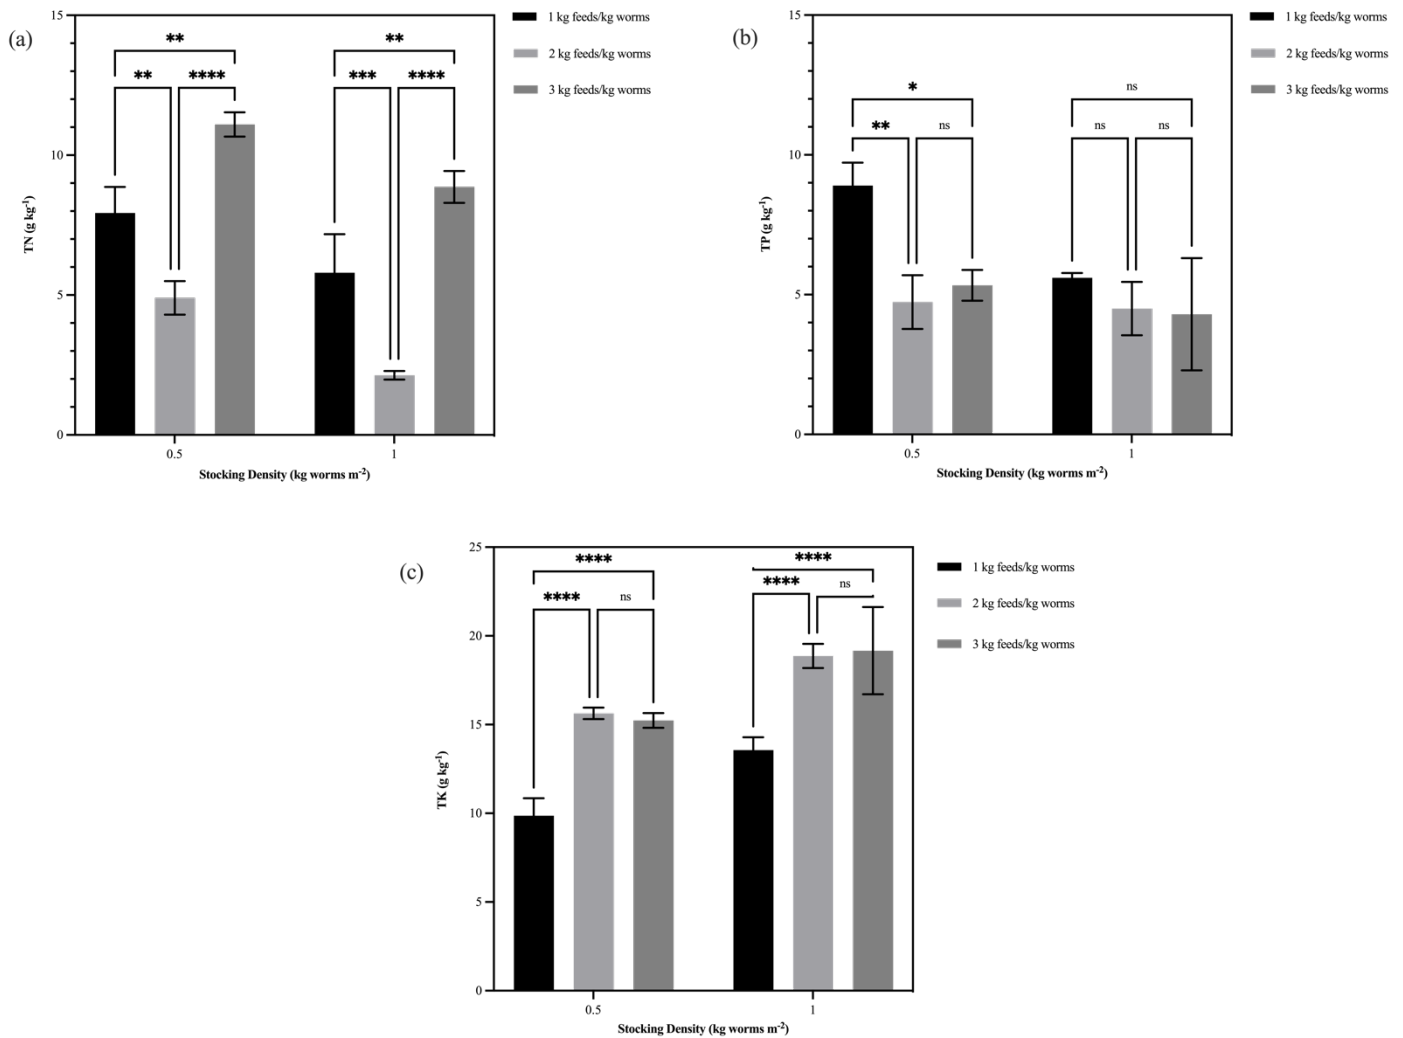 (a)
TN (g kg-1)
15
10
5
0
** **
** **** *** ****
0.5 1
Stocking Density (kg worms m-2)
1 kg feeds/kg worms
2 kg feeds/kg worms
3 kg feeds/kg worms
(b)
TP (g kg-1)
15
10
5
0
* ns
** ns ns ns
0.5 1
Stocking Density (kg worms m-2)
1 kg feeds/kg worms
2 kg feeds/kg worms
3 kg feeds/kg worms
(c)
TK (g kg-1)
25
20
15
10
5
0
**** ****
**** ns **** ns
0.5 1
Stocking Density (kg worms m-2)
1 kg feeds/kg worms
2 kg feeds/kg worms
3 kg feeds/kg worms